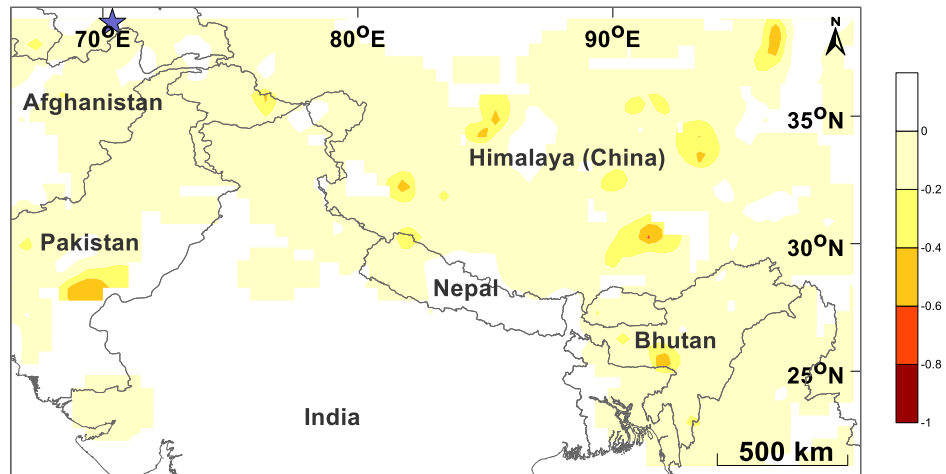 70°E 80°E 90°E N
Afghanistan
35°N
Himalaya (China)
Pakistan
30°N
Nepal
Bhutan
25°N
India
500 km
0
-0.2
-0.4
-0.6
-0.8
-1